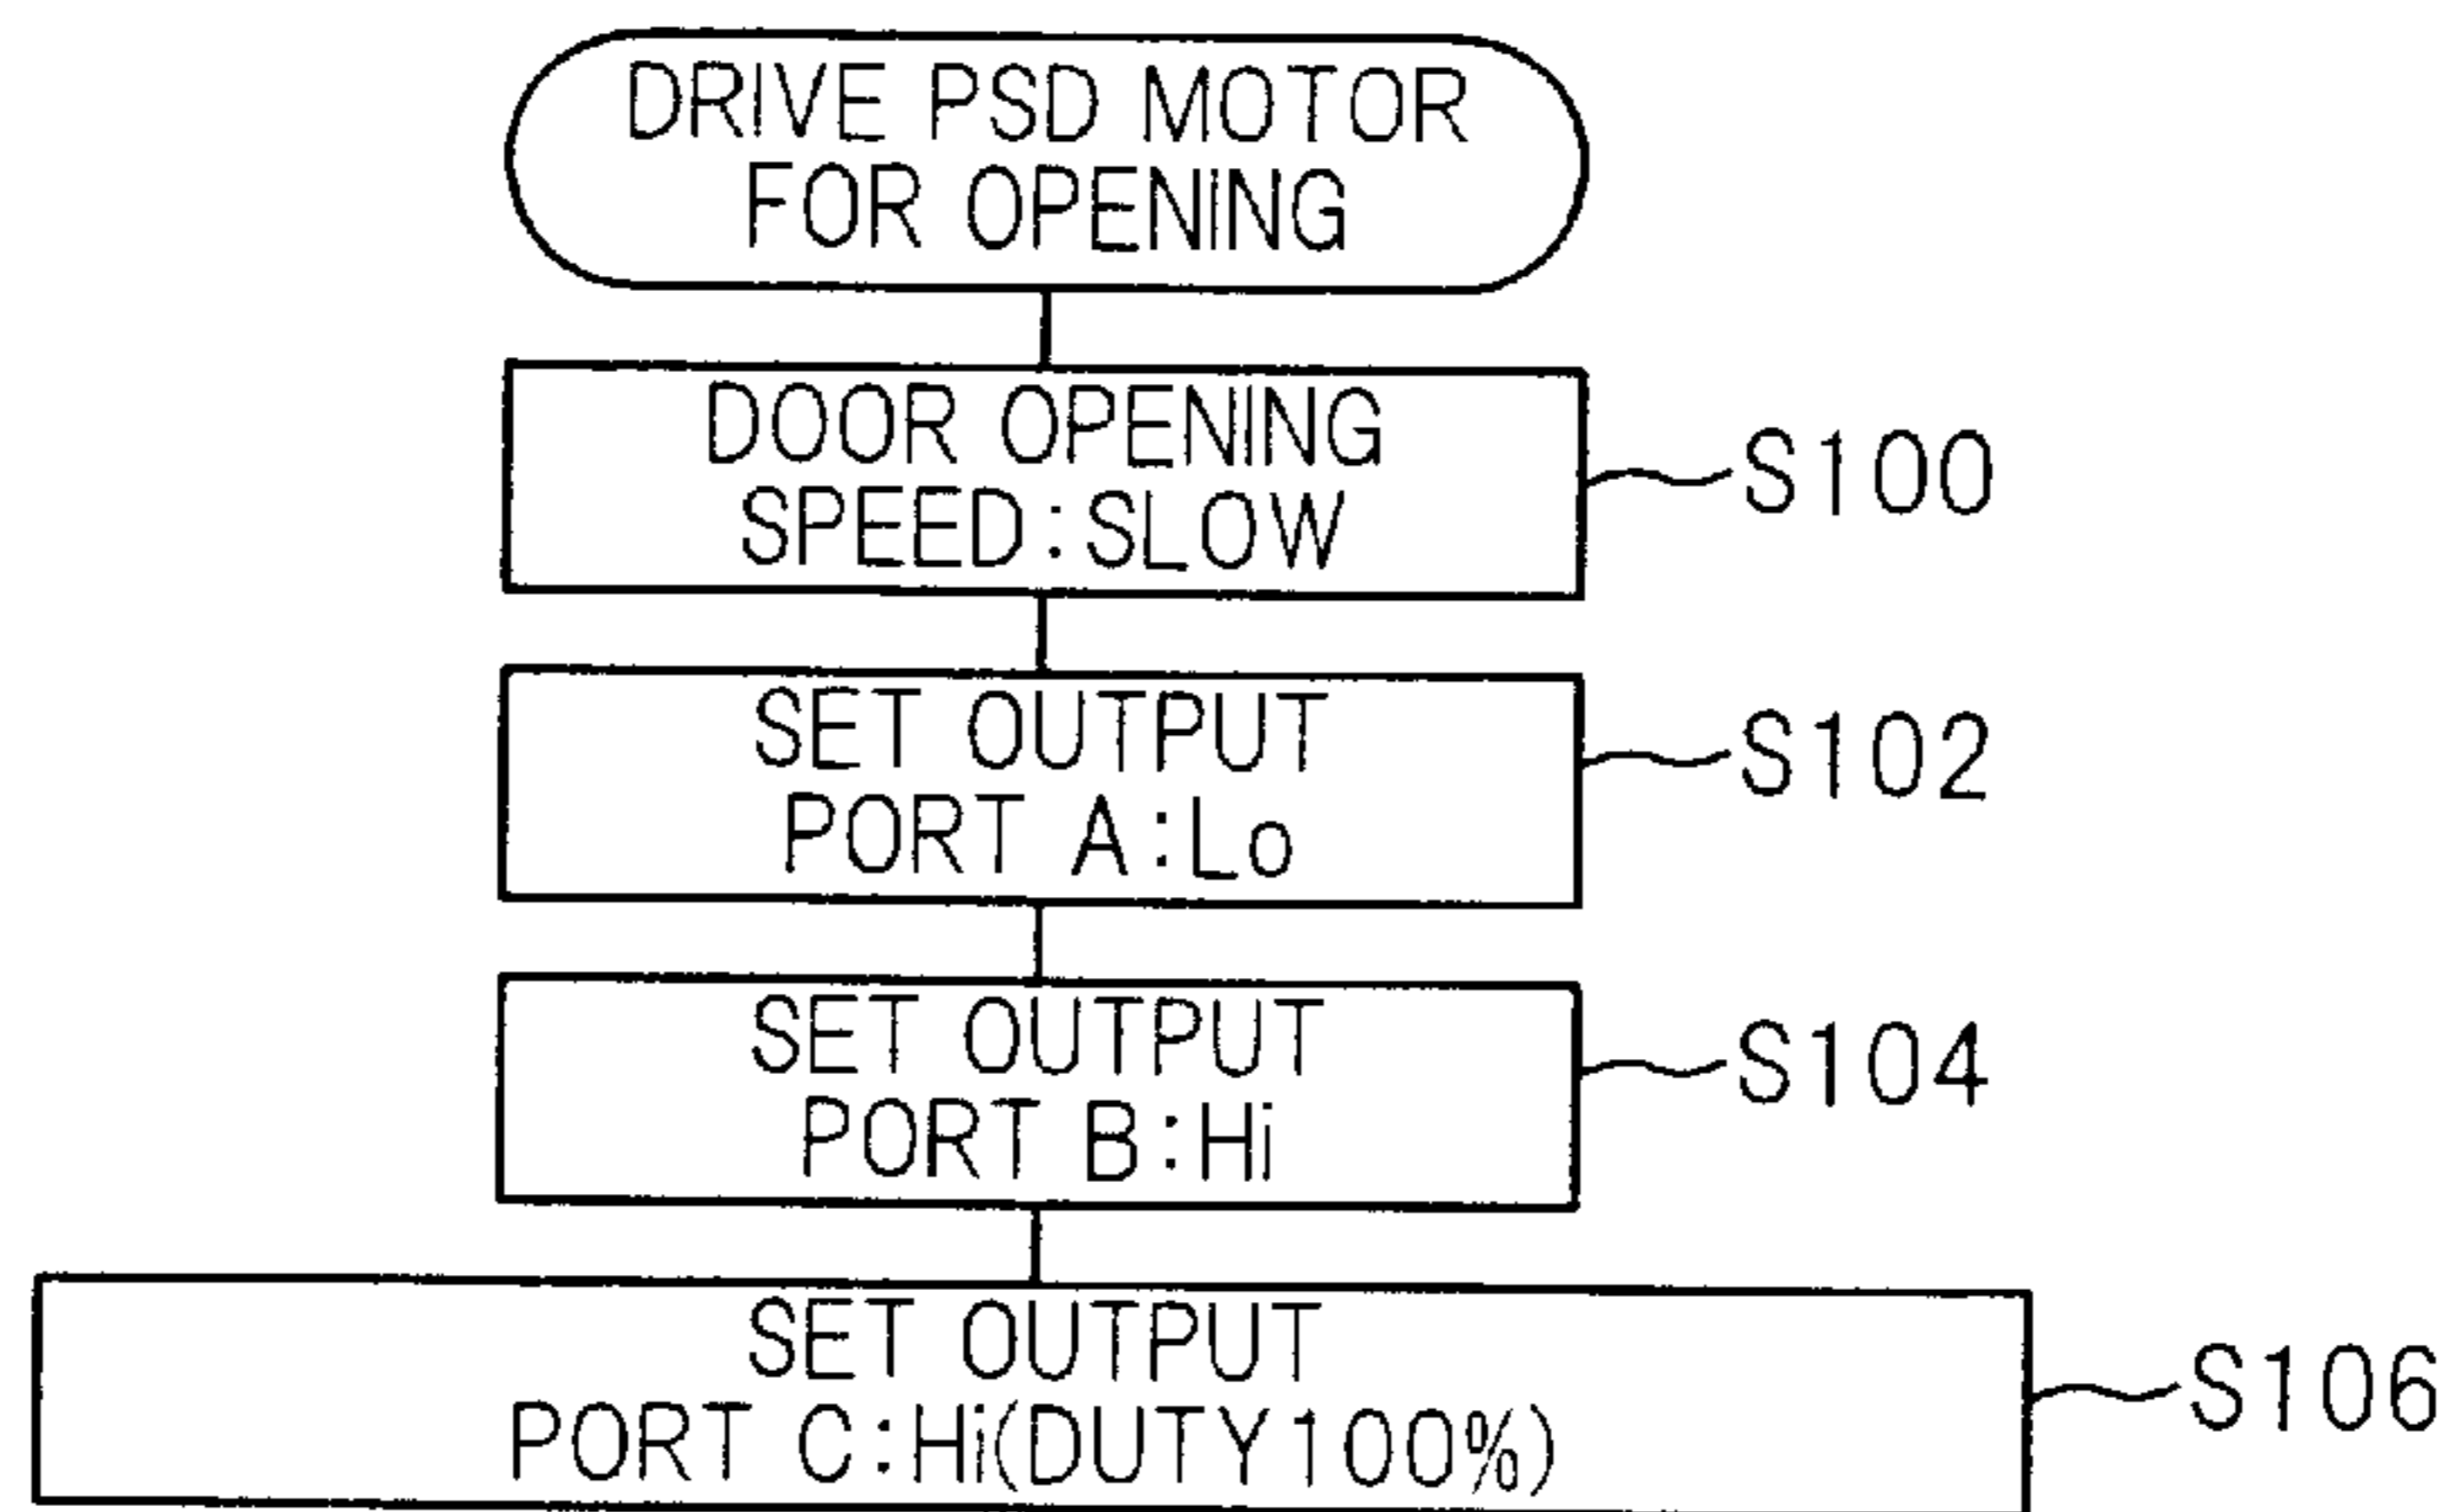 DRIVE PSD MOTOR
FOR OPENING
DOOR OPENING
SPEED:SLOW
S100
SET OUTPUT
PORT A:Lo
S102
SET OUTPUT
PORT B:Hi
S104
SET OUTPUT
PORT C:Hi(DUTY100%)
S106